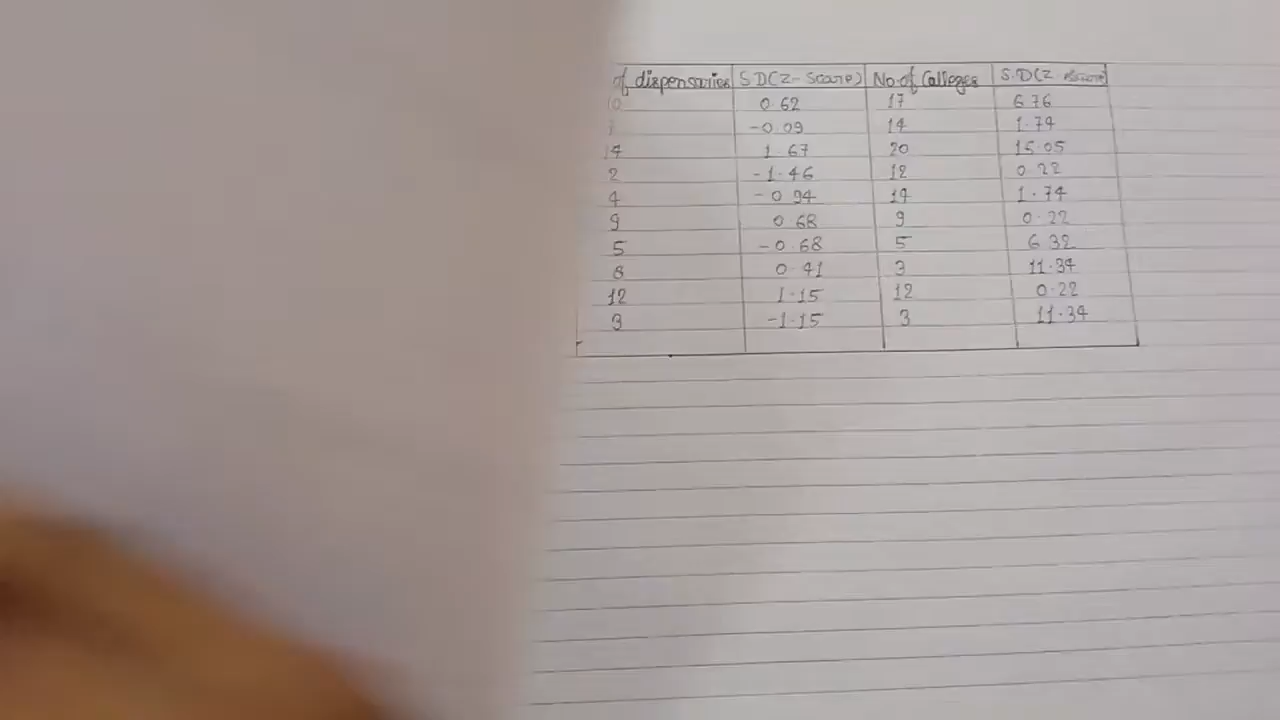 of dispensaries SD(Z-Score) No. of Colleges S.D(Z
0.62 17 6.76
-0.09 14 1.74
1.67 20 15.05
2 -1.46 12 0.22
4 -0.94 14 1.74
9 0.68 9 0.22
5 -0.68 5 6.32
8 0.41 3 11.34
12 1.15 12 0.22
3 -1.15 3 11.34